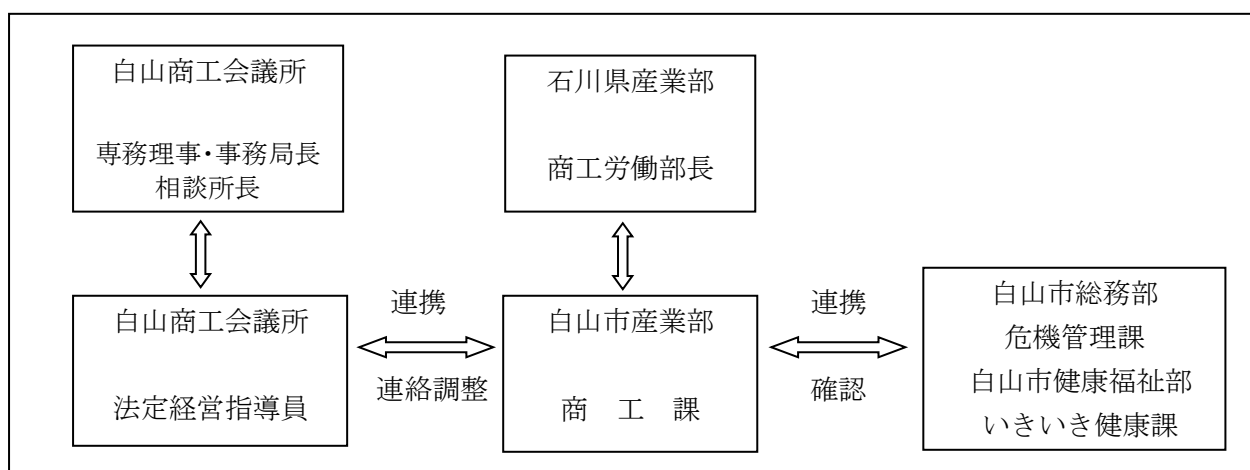 白山商工会議所
専務理事・事務局長
相談所長
石川県産業部
商工労働部長
白山商工会議所
法定経営指導員
連携
連絡調整
白山市産業部
商　工　課
連携
確認
白山市総務部
危機管理課
白山市健康福祉部
いきいき健康課